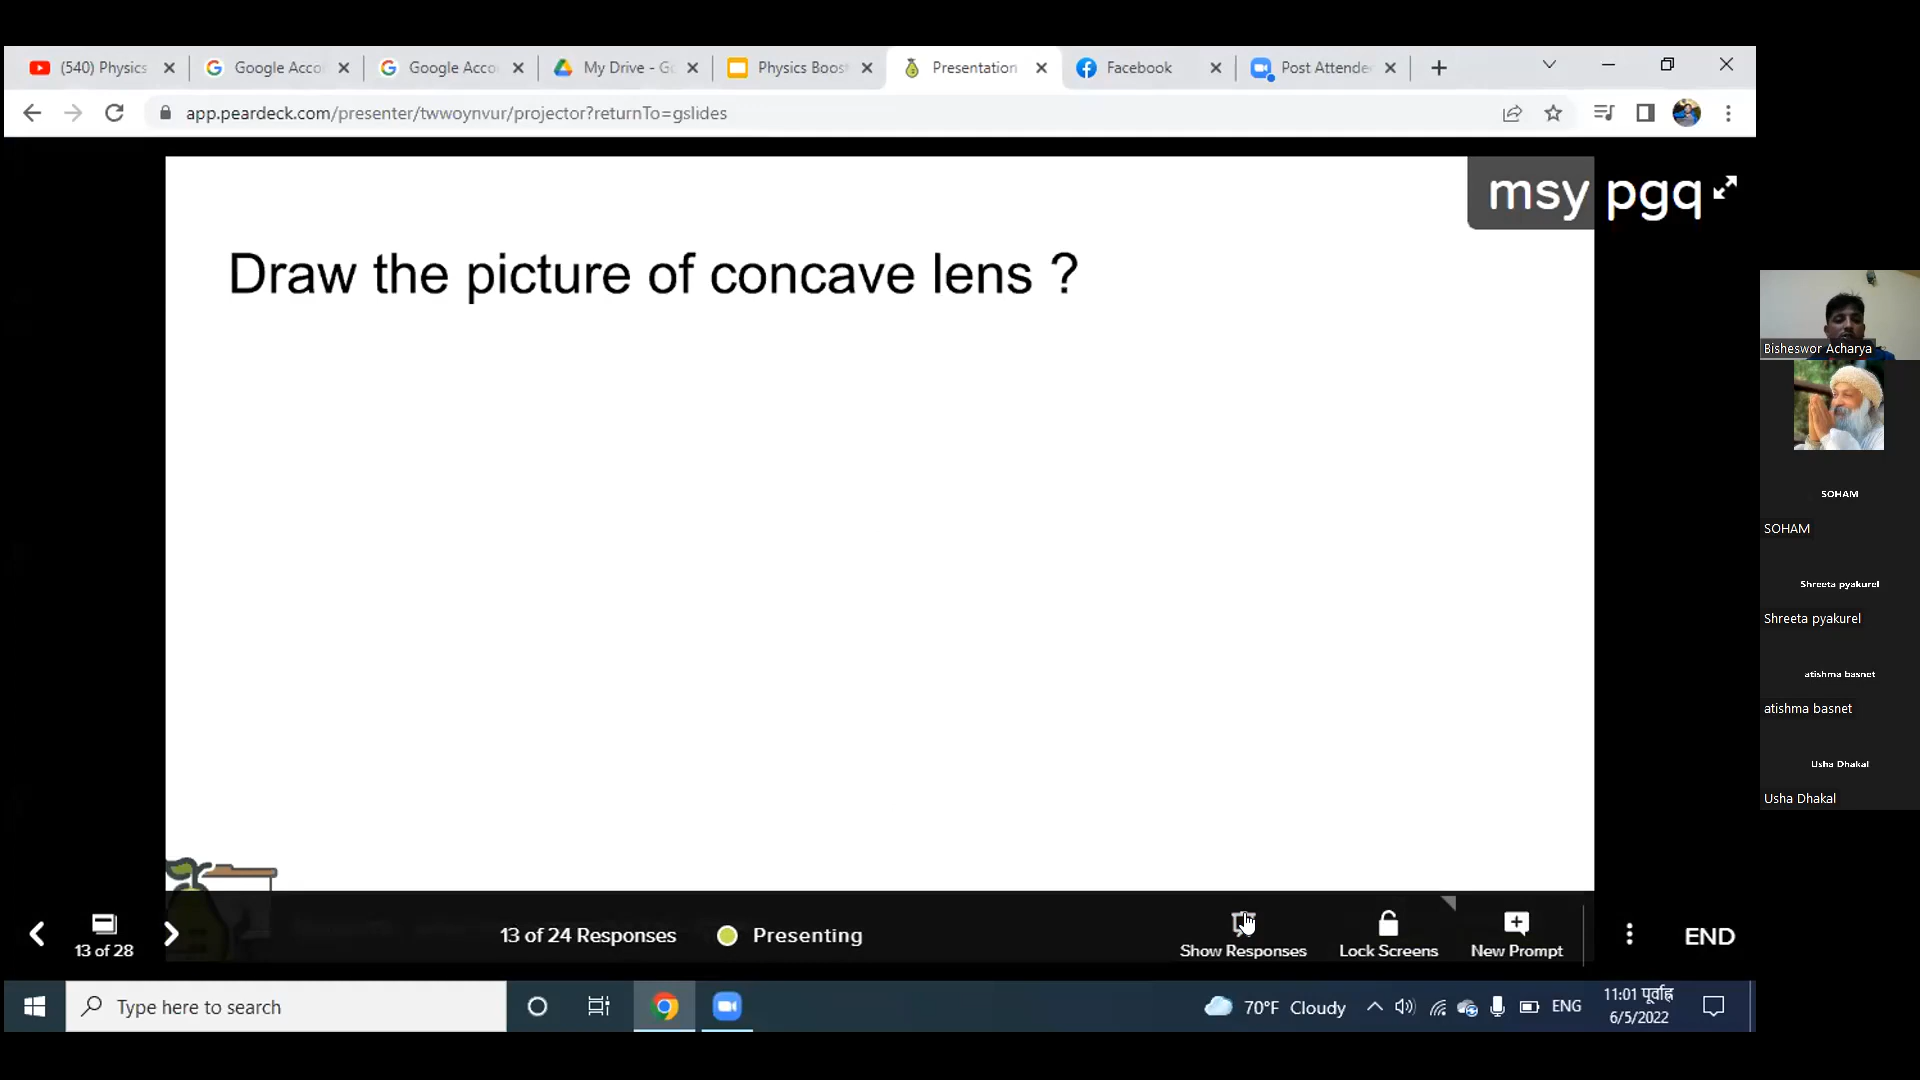 (540) Physics
Google Acco
Google Acco
My Drive - Go
Physics Boos
Presentation
Facebook
Post Attende
app.peardeck.com/presenter/twwoynvur/projector?returnTo=gslides
msy pgq
Draw the picture of concave lens ?
Bisheswor Acharya
SOHAM
SOHAM
Shreeta pyakurel
Shreeta pyakurel
atishma basnet
atishma basnet
Usha Dhakal
Usha Dhakal
13 of 28
13 of 24 Responses
Presenting
Show Responses
Lock Screens
New Prompt
END
Type here to search
70°F Cloudy
ENG
11:01 पूर्वाह्न
6/5/2022